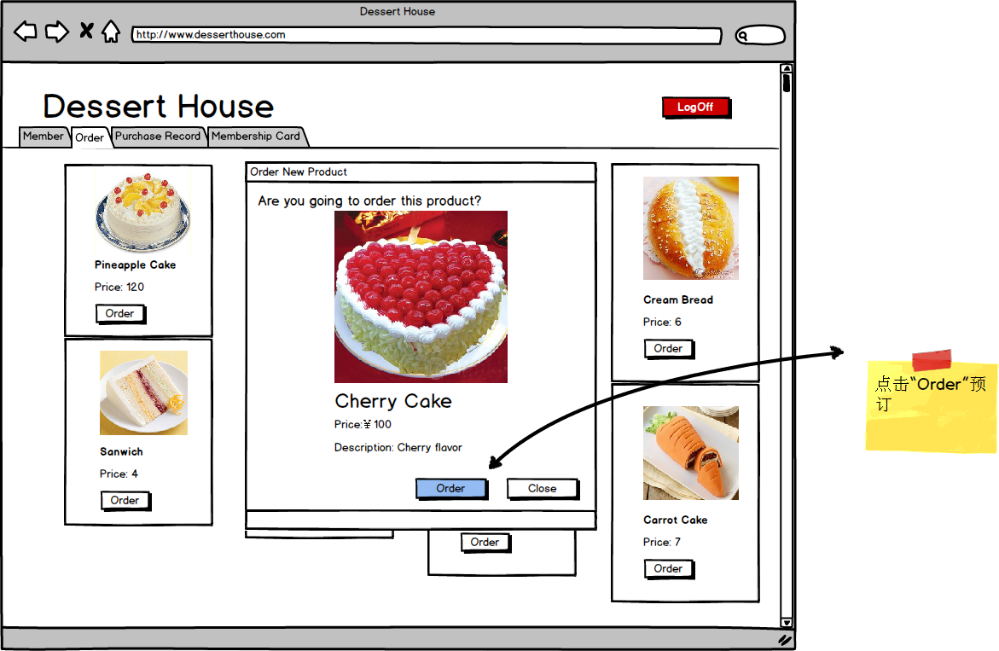 Dessert House
http://www.desserthouse.com
Dessert House
LogOff
Member
Order
Purchase Record
Membership Card
Pineapple Cake
Price: 120
Order
Sanwich
Price: 4
Order
Order New Product
Are you going to order this product?
Cherry Cake
Price:¥ 100
Description: Cherry flavor
Order
Close
Order
Cream Bread
Price: 6
Order
Carrot Cake
Price: 7
Order
点击“Order”预
订